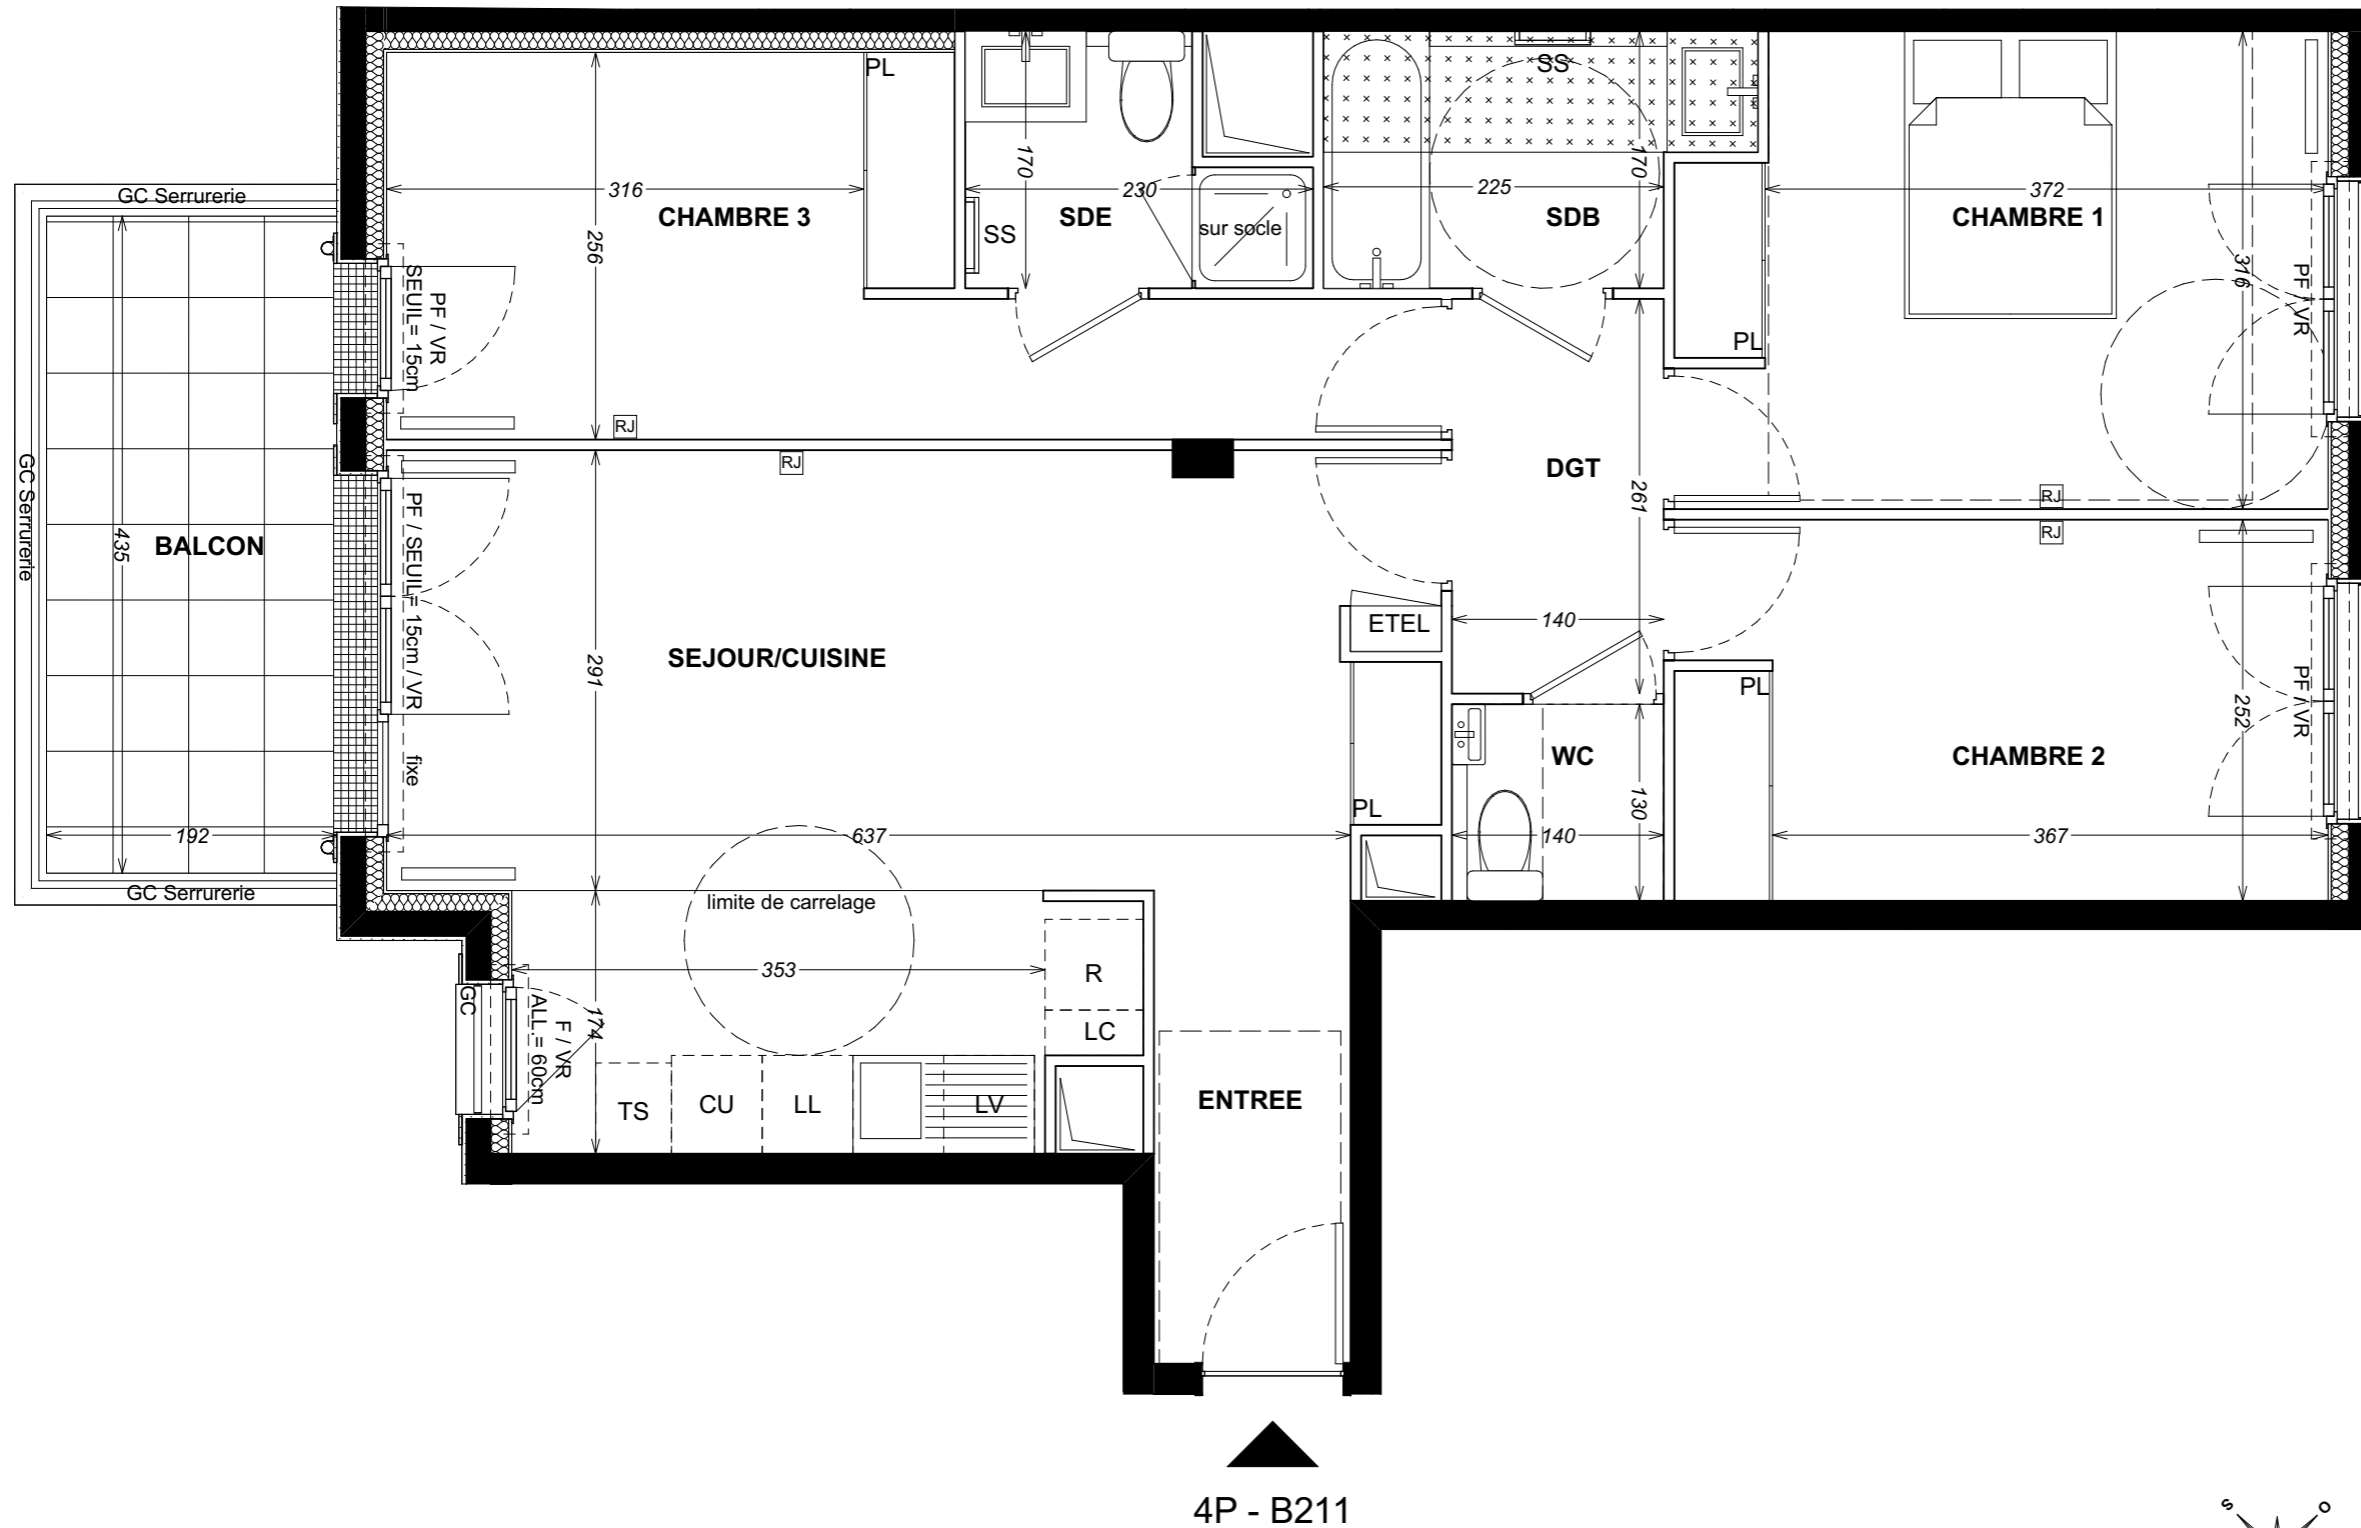 PL
SS
GC Serrurerie
316
170
230
225
170
372
CHAMBRE 3
SDE
sur socle
SDB
CHAMBRE 1
SS
256
316
PF / VR
SEUIL= 15cm
PF / VR
PL
RJ
RJ
DGT
GC Serrurerie
435
BALCON
PF / SEUIL= 15cm / VR
261
RJ
RJ
ETEL
140
291
SEJOUR/CUISINE
PL
PF / VR
252
fixe
WC
CHAMBRE 2
130
PL
192
637
140
367
GC Serrurerie
limite de carrelage
353
R
GC
ALL.= 60cm
F / VR
174
LC
TS
CU
LL
LV
ENTREE
4P - B211
S
O